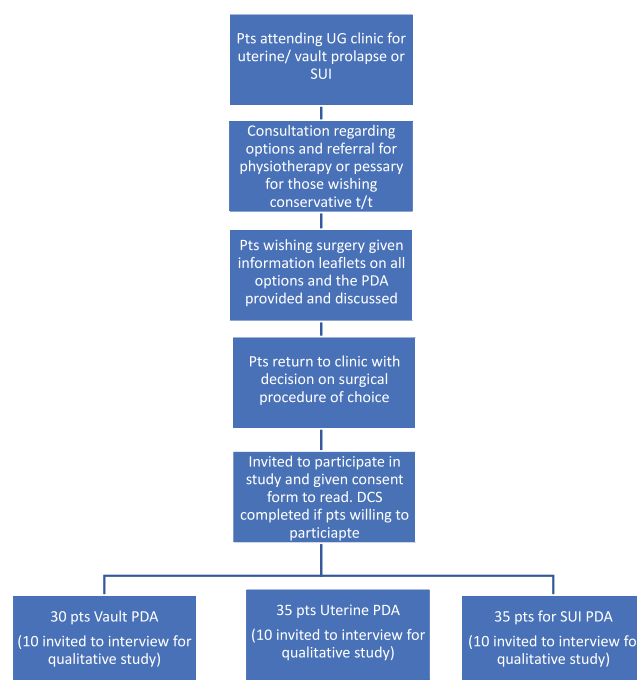 Pts attending UG clinic for
uterine/ vault prolapse or
SUI
Consultation regarding
options and referral for
physiotherapy or pessary
for those wishing
conservative t/t
Pts wishing surgery given
information leaflets on all
options and the PDA
provided and discussed
Pts return to clinic with
decision on surgical
procedure of choice
Invited to participate in
study and given consent
form to read. DCS
completed if pts willing to
particiapte
30 pts Vault PDA
(10 invited to interview for
qualitative study)
35 pts Uterine PDA
(10 invited to interview for
qualitative study)
35 pts for SUI PDA
(10 invited to interview fo
qualitative study)